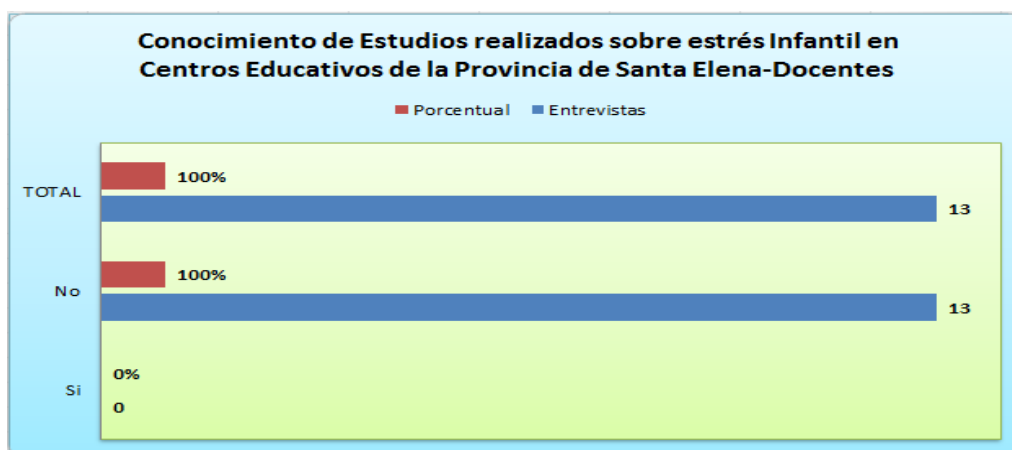 Conocimiento de Estudios realizados sobre estrés Infantil en
Centros Educativos de la Provincia de Santa Elena-Docentes
Porcentual Entrevistas
TOTAL
100%
13
No
100%
13
Si
0%
0